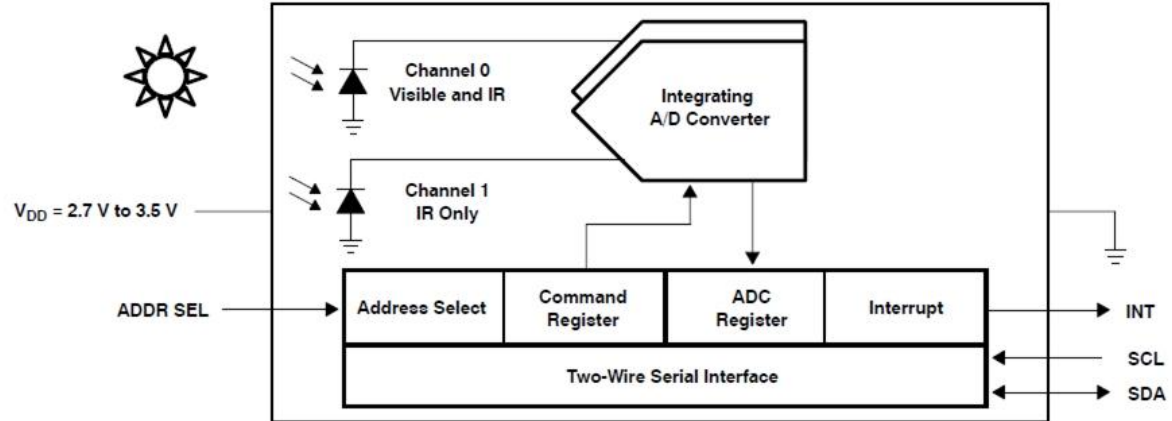 Channel 0
Visible and IR
Integrating
A/D Converter
Channel 1
IR Only
VDD = 2.7 V to 3.5 V
ADDR SEL
Address Select
Command
Register
ADC
Register
Interrupt
INT
Two-Wire Serial Interface
SCL
SDA